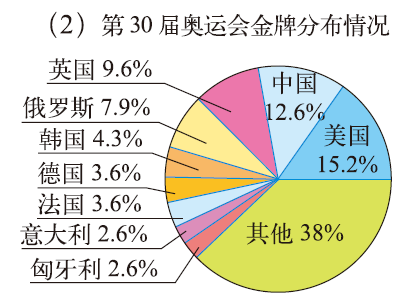 （2）第 30 届奥运会金牌分布情况
英国 9.6%
中国
12.6%
俄罗斯 7.9%
美国
15.2%
韩国 4.3%
德国 3.6%
法国 3.6%
意大利 2.6%
其他 38%
匈牙利 2.6%